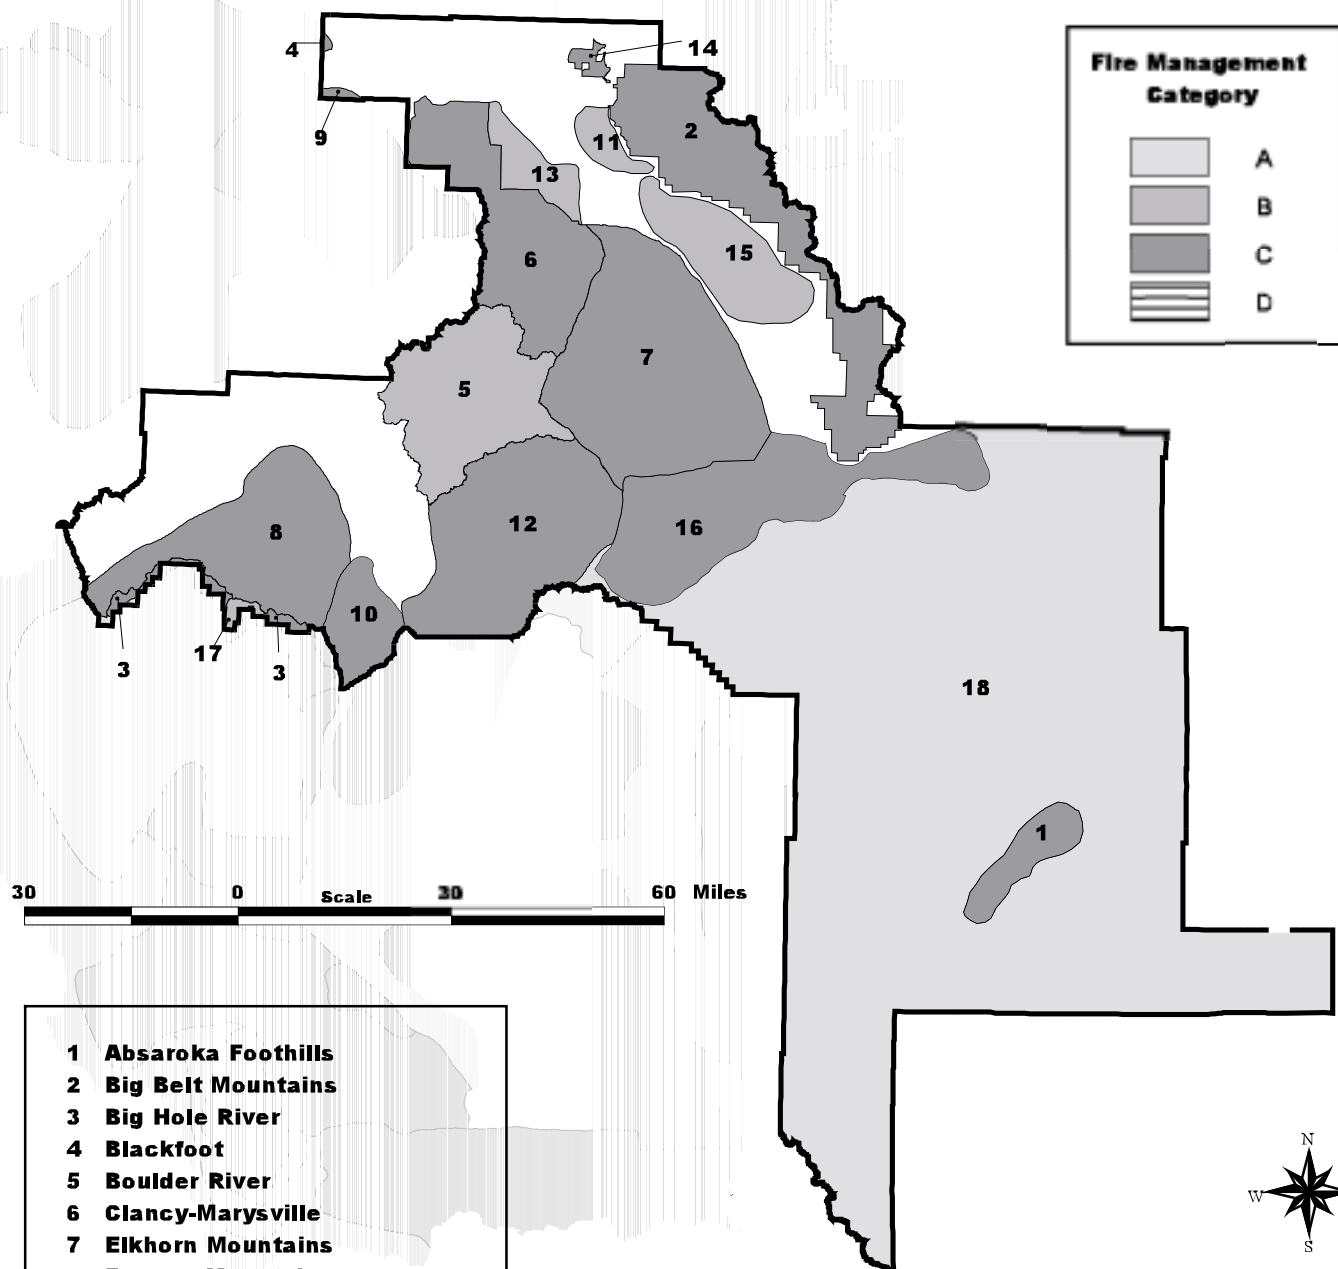 4
14
Fire Management
Category
9
2
11
13
A
B
15
6
C
D
7
5
8
12
16
10
3
17
3
18
1
30 0 Scale 30 60 Miles
1 Absaroka Foothills
2 Big Belt Mountains
3 Big Hole River
4 Blackfoot
5 Boulder River
6 Clancy-Marysville
7 Elkhorn Mountains
N
W
S